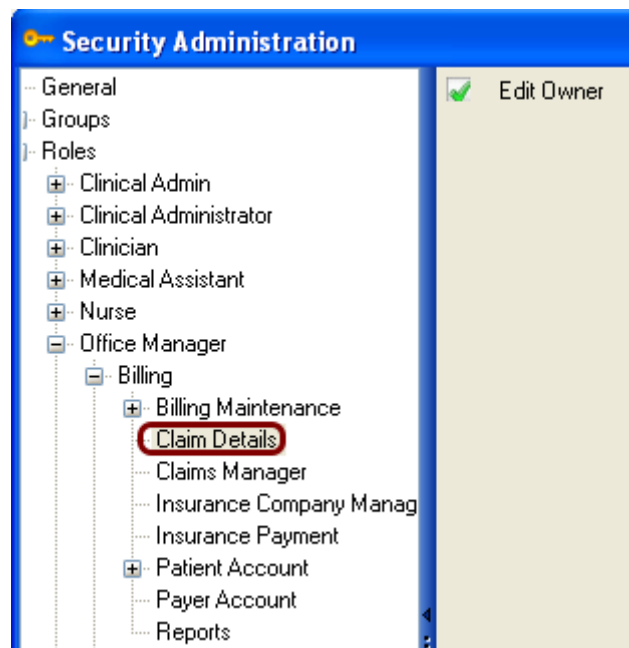 Security Administration
General
Edit Owner
Groups
Roles
Clinical Admin
Clinical Administrator
Clinician
Medical Assistant
Nurse
Office Manager
Billing
Billing Maintenance
Claim Details
Claims Manager
Insurance Company Manag
Insurance Payment
Patient Account
Payer Account
Reports